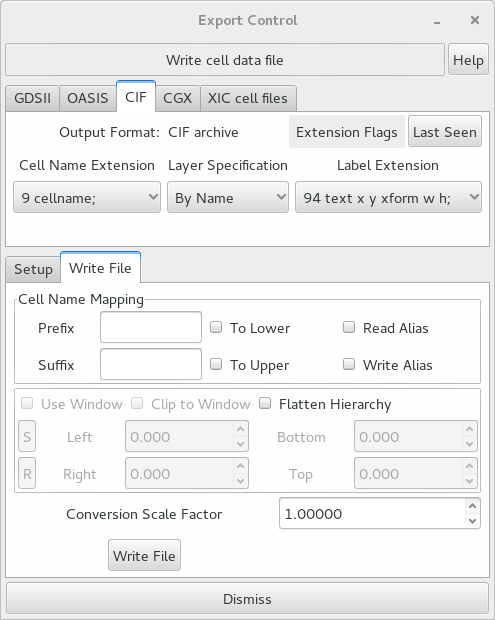 Export Control
Write cell data file Help
GDSII OASIS CIF CGX XIC cell files
Output Format: CIF archive Extension Flags Last Seen
Cell Name Extension Layer Specification Label Extension
9 cellname; By Name 94 text x y xform w h;
Setup Write File
Cell Name Mapping
Prefix To Lower Read Alias
Suffix To Upper Write Alias
Use Window Clip to Window Flatten Hierarchy
S Left 0.000 Bottom 0.000
R Right 0.000 Top 0.000
Conversion Scale Factor 1.00000
Write File
Dismiss